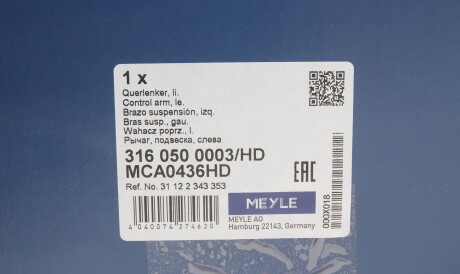 1 x
Querlenker, li.
Control arm, le.
Brazo suspensión, izq.
Bras susp., gau.
Wahacz poprz., l.
Рычаг, подвеска, слева
316 050 0003/HD
MCA0436HD
Ref. No. 31 12 2 343 353
EAC
MEYLE
MEYLE AG
Hamburg 22143, Germany
000X018
4 040074 274620